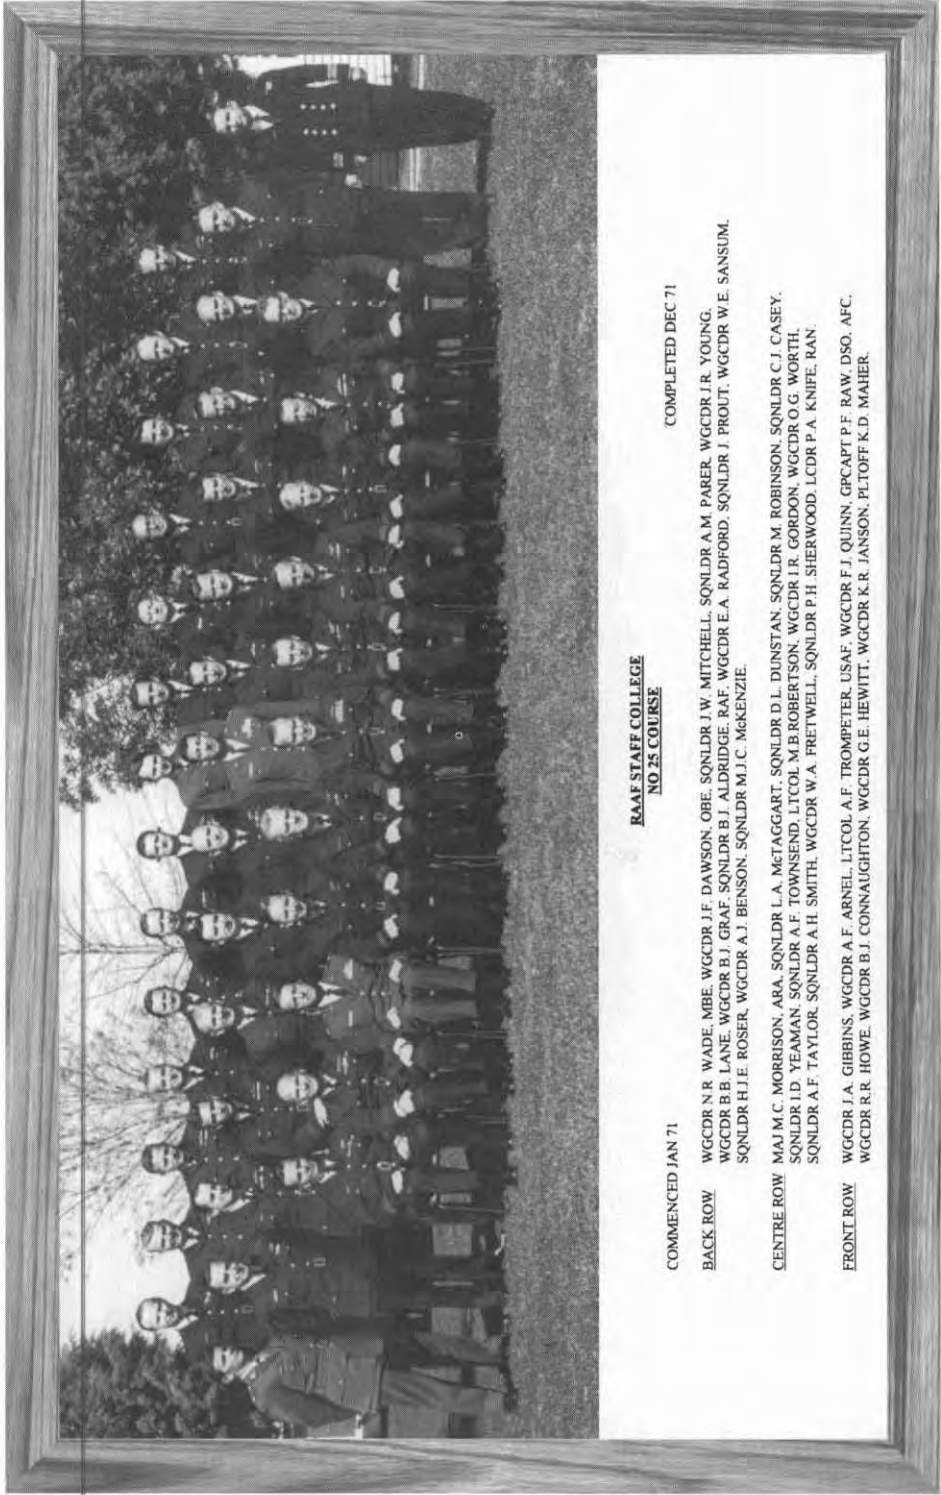 RAAF STAFF COLLEGE
NO 25 COURSE
COMMENCED JAN 71 COMPLETED DEC 71
BACK ROW WGCDR N.R. WADE, MBE, WGCDR J.F. DAWSON, OBE, SQNLDR J.W. MITCHELL, SQNLDR A.M. PARER, WGCDR J.R. YOUNG,
WGCDR B.B. LANE, WGCDR B.J. GRAF, SQNLDR B.J. ALDRIDGE, RAF, WGCDR E.A. RADFORD, SQNLDR J. PROUT, WGCDR W.E. SANSUM,
SQNLDR H.J.E. ROSER, WGCDR A.J. BENSON, SQNLDR M.J.C. McKENZIE.
CENTRE ROW MAJ M.C. MORRISON, ARA, SQNLDR L.A. McTAGGART, SQNLDR D.L. DUNSTAN, SQNLDR M. ROBINSON, SQNLDR C.J. CASEY,
SQNLDR J.D. YEAMAN, SQNLDR A.F. TOWNSEND, LTCOL M.B.ROBERTSON, WGCDR J.R. GORDON, WGCDR O.G. WORTH,
SQNLDR A.F. TAYLOR, SQNLDR A.H. SMITH, WGCDR W.A. FRETWELL, SQNLDR P.H. SHERWOOD, LCDR P.A. KNIFE, RAN.
FRONT ROW WGCDR J.A. GIBBINS, WGCDR A.F. ARNEL, LTCOL A.F. TROMPETER, USAF, WGCDR F.J. QUINN, GPCAPT P.F. RAW, DSO, AFC,
WGCDR R.R. HOWE, WGCDR B.J. CONNAUGHTON, WGCDR G.E. HEWITT, WGCDR K.R. JANSON, PLTOFF K.D. MAHER.